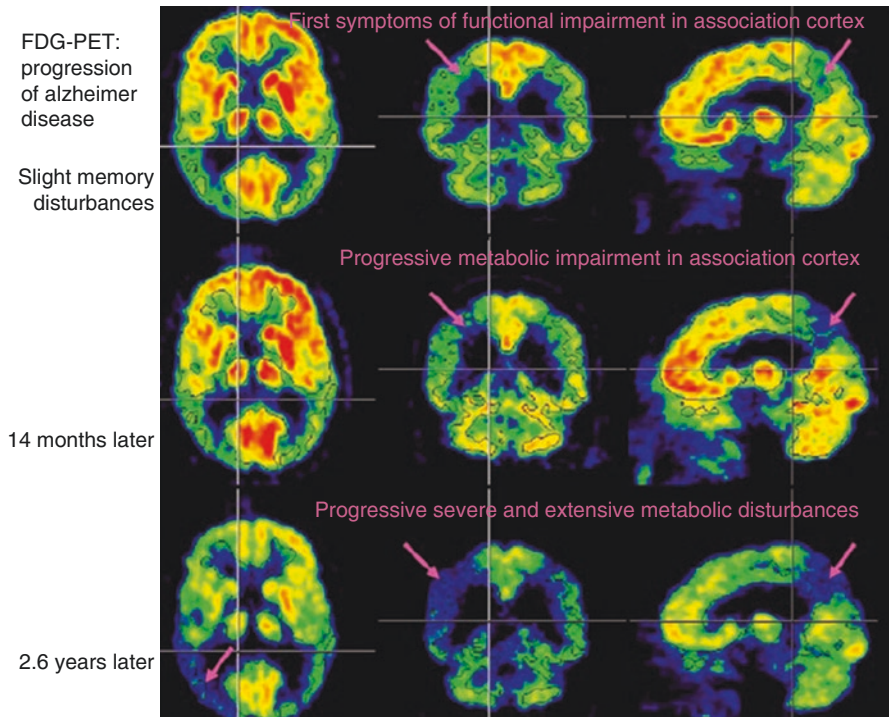 FDG-PET:
progression
of alzheimer
disease
First symptoms of functional impairment in association cortex
Slight memory
disturbances
Progressive metabolic impairment in association cortex
14 months later
Progressive severe and extensive metabolic disturbances
2.6 years later